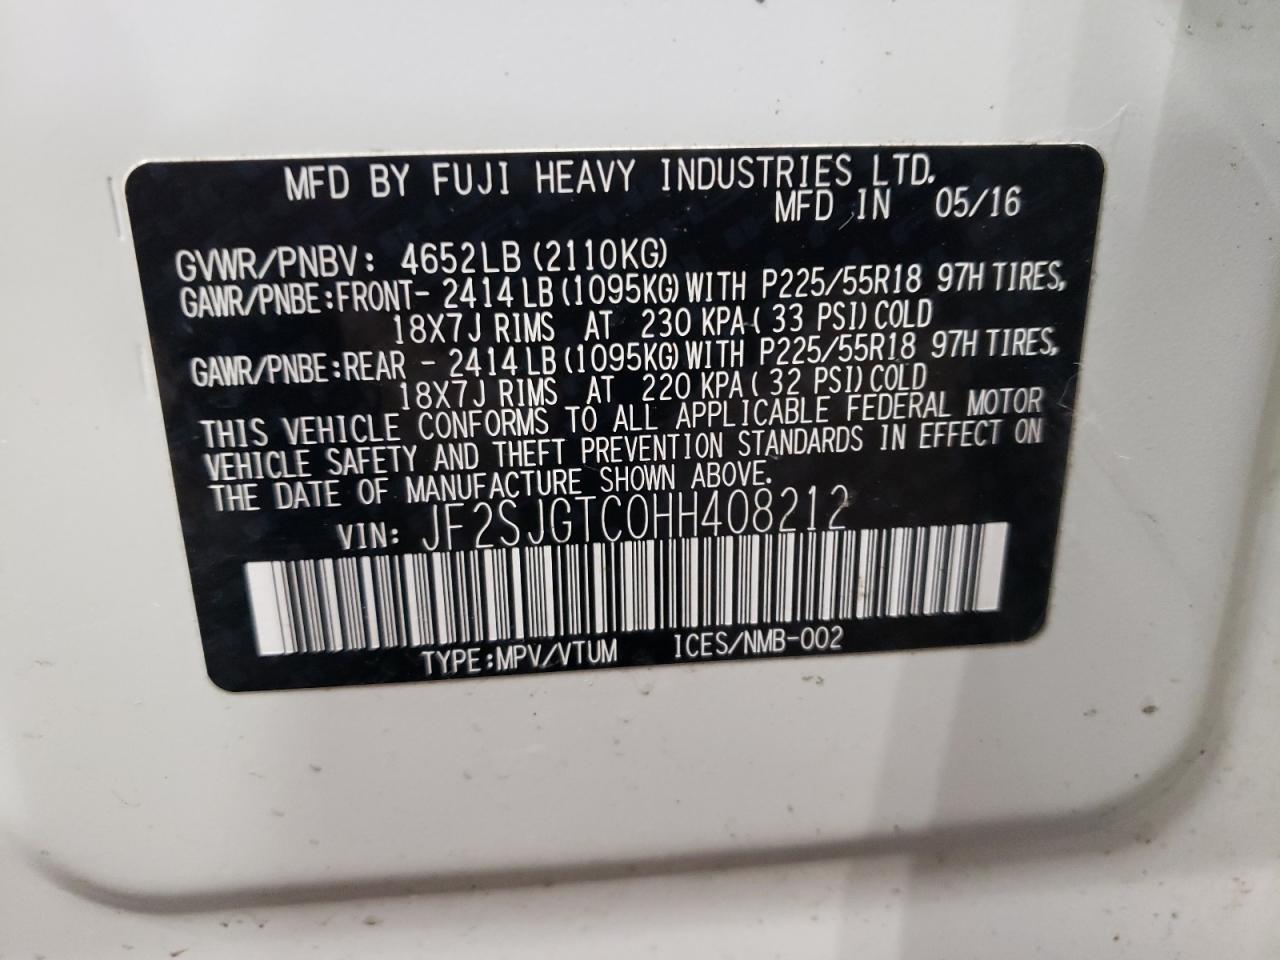 MFD BY FUJI HEAVY INDUSTRIES LTD.
MFD IN 05/16
GVWR/PNBV: 4652LB (2110KG)
GAWR/PNBE:FRONT- 2414LB (1095KG) WITH P225/55R18 97H TIRES,
18X7J RIMS AT 230 KPA( 33 PSI)COLD
GAWR/PNBE:REAR - 2414LB (1095KG) WITH P225/55R18 97H TIRES,
18X7J RIMS AT 220 KPA( 32 PSI)COLD
THIS VEHICLE CONFORMS TO ALL APPLICABLE FEDERAL MOTOR
VEHICLE SAFETY AND THEFT PREVENTION STANDARDS IN EFFECT ON
THE DATE OF MANUFACTURE SHOWN ABOVE.
VIN: JF2SJGTC0HH408212
TYPE:MPV/VTUM ICES/NMB-002